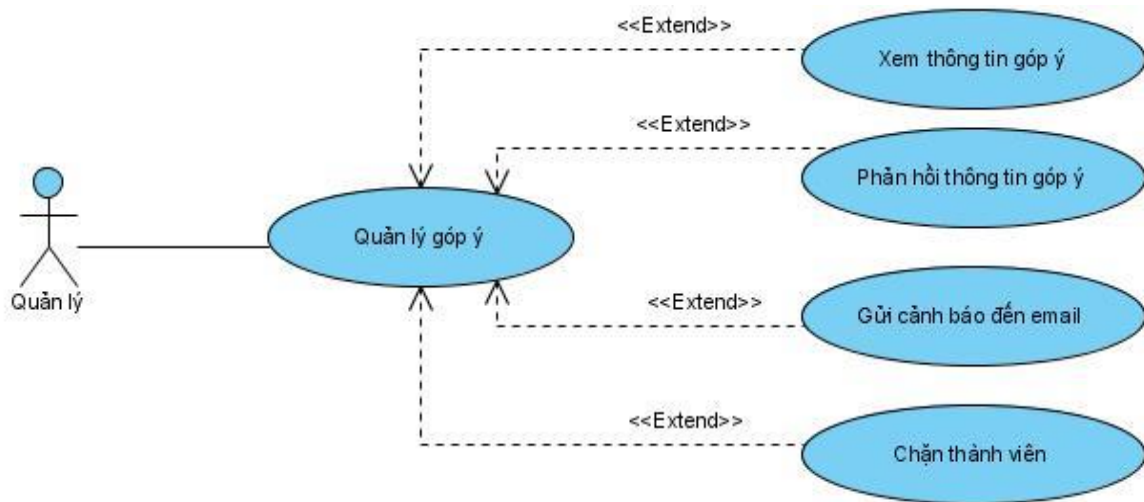 <<Extend>>
Xem thông tin góp ý
<<Extend>>
Phản hồi thông tin góp ý
Quản lý góp ý
Quản lý
<<Extend>>
Gửi cảnh báo đến email
<<Extend>>
Chặn thành viên